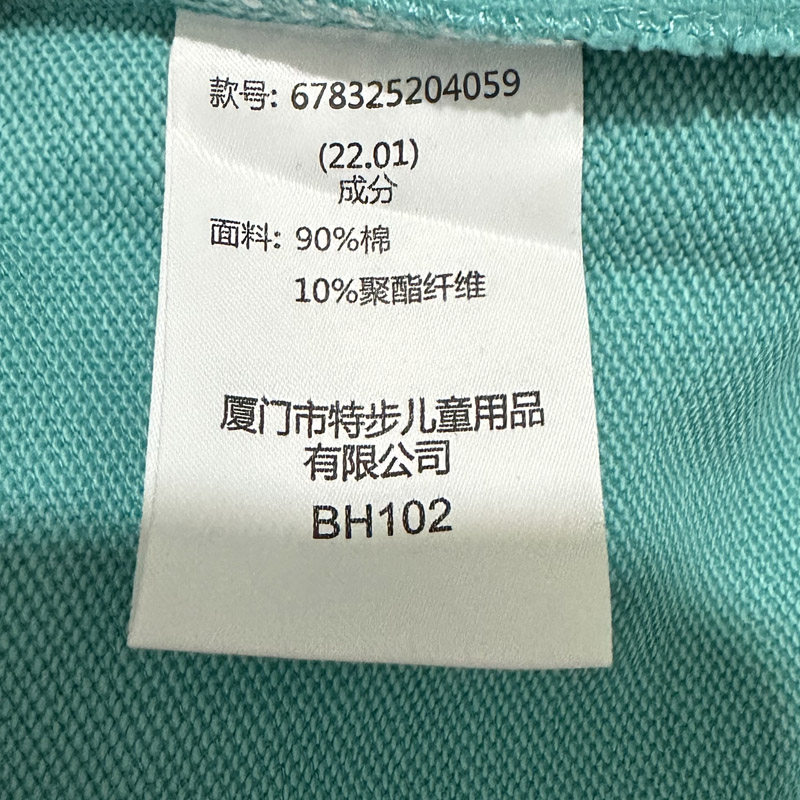 款号: 678325204059
(22.01)
成分
面料: 90%棉
10%聚酯纤维
厦门市特步儿童用品
有限公司
BH102